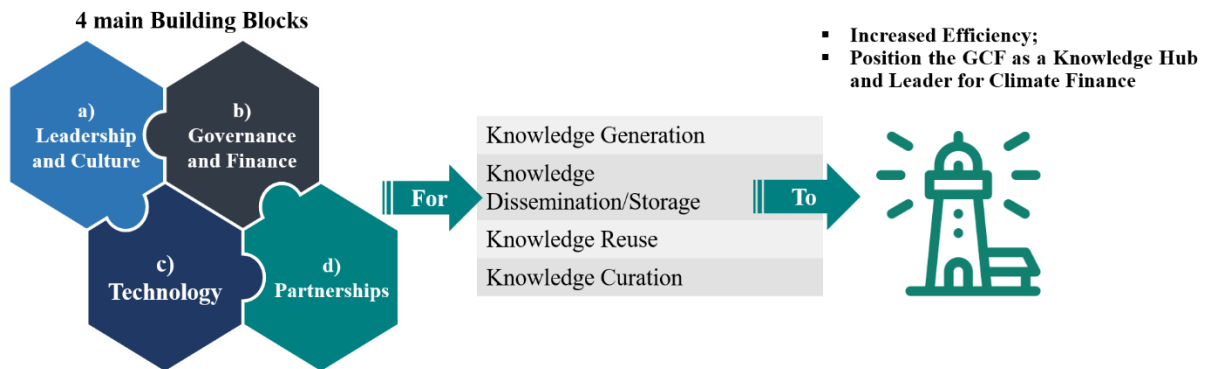 4 main Building Blocks
a)
Leadership
and Culture
b)
Governance
and Finance
c)
Technology
d)
Partnerships
For
Knowledge Generation
Knowledge
Dissemination/Storage
Knowledge Reuse
Knowledge Curation
To
▪ Increased Efficiency;
▪ Position the GCF as a Knowledge Hub
and Leader for Climate Finance